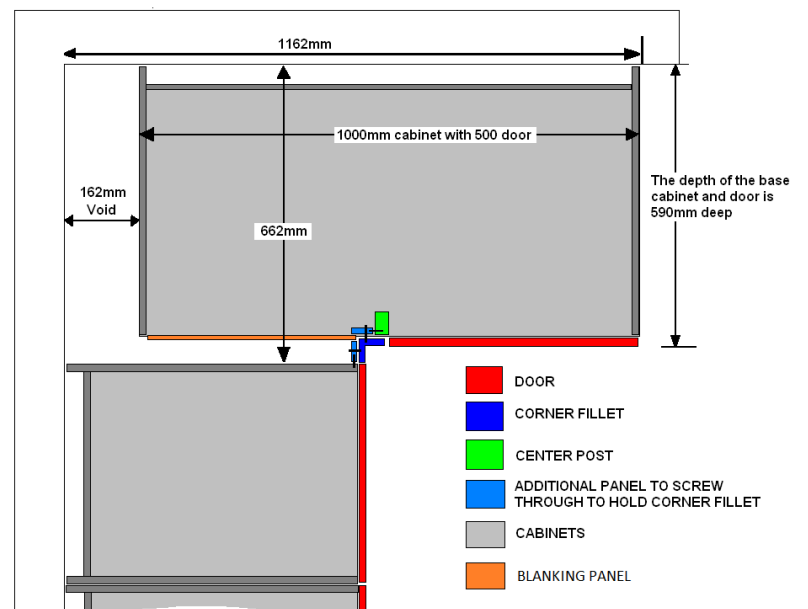 1162mm
1000mm cabinet with 500 door
162mm
Void
The depth of the base
cabinet and door is
590mm deep
662mm
DOOR
CORNER FILLET
CENTER POST
ADDITIONAL PANEL TO SCREW
THROUGH TO HOLD CORNER FILLET
CABINETS
BLANKING PANEL